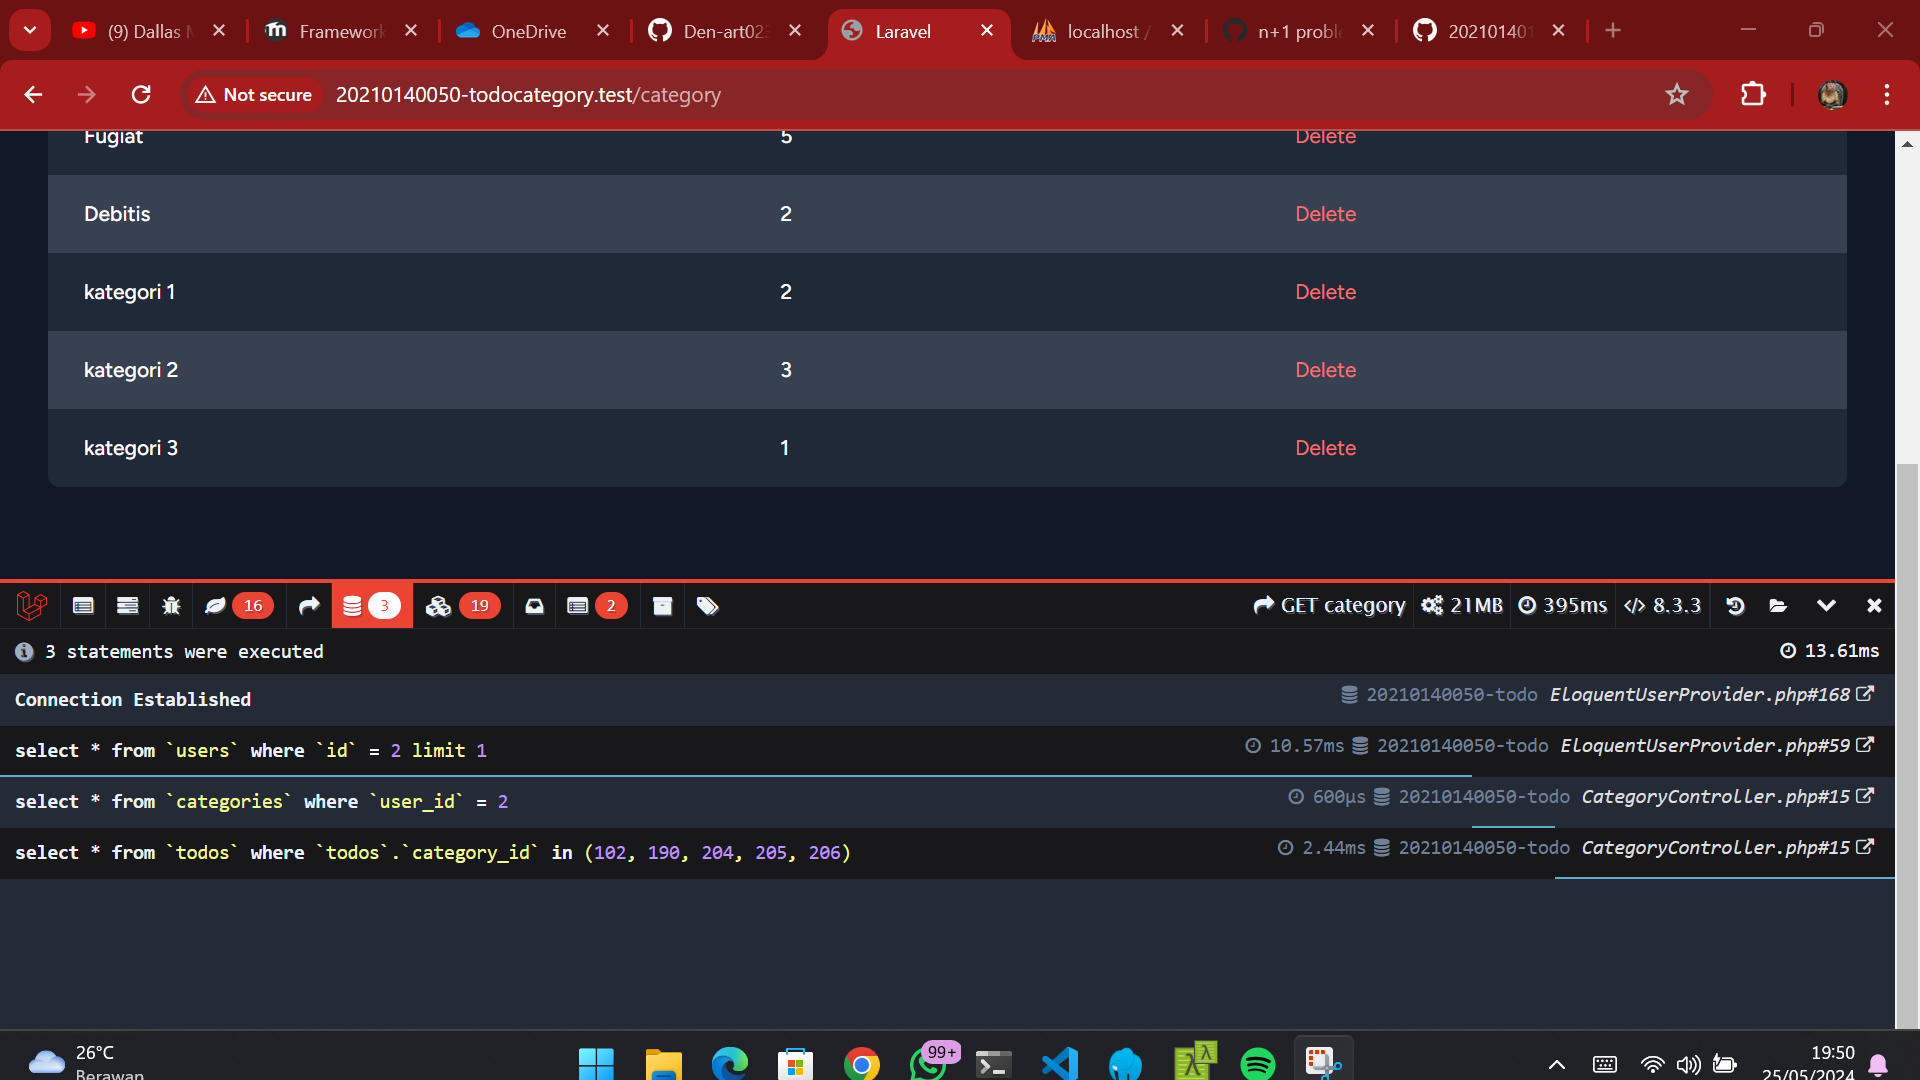 (9) Dallas M
Framework
OneDrive
Den-art025
Laravel
localhost /
n+1 proble
202101401
Not secure
20210140050-todocategory.test/category
Fugiat 5 Delete
Debitis 2 Delete
kategori 1 2 Delete
kategori 2 3 Delete
kategori 3 1 Delete
16 3 19 2 GET category 21MB 395ms 8.3.3
3 statements were executed 13.61ms
Connection Established 20210140050-todo EloquentUserProvider.php#168
select * from `users` where `id` = 2 limit 1 10.57ms 20210140050-todo EloquentUserProvider.php#59
select * from `categories` where `user_id` = 2 600μs 20210140050-todo CategoryController.php#15
select * from `todos` where `todos`.`category_id` in (102, 190, 204, 205, 206) 2.44ms 20210140050-todo CategoryController.php#15
26°C
Berawan
99+
19:50
25/05/2024